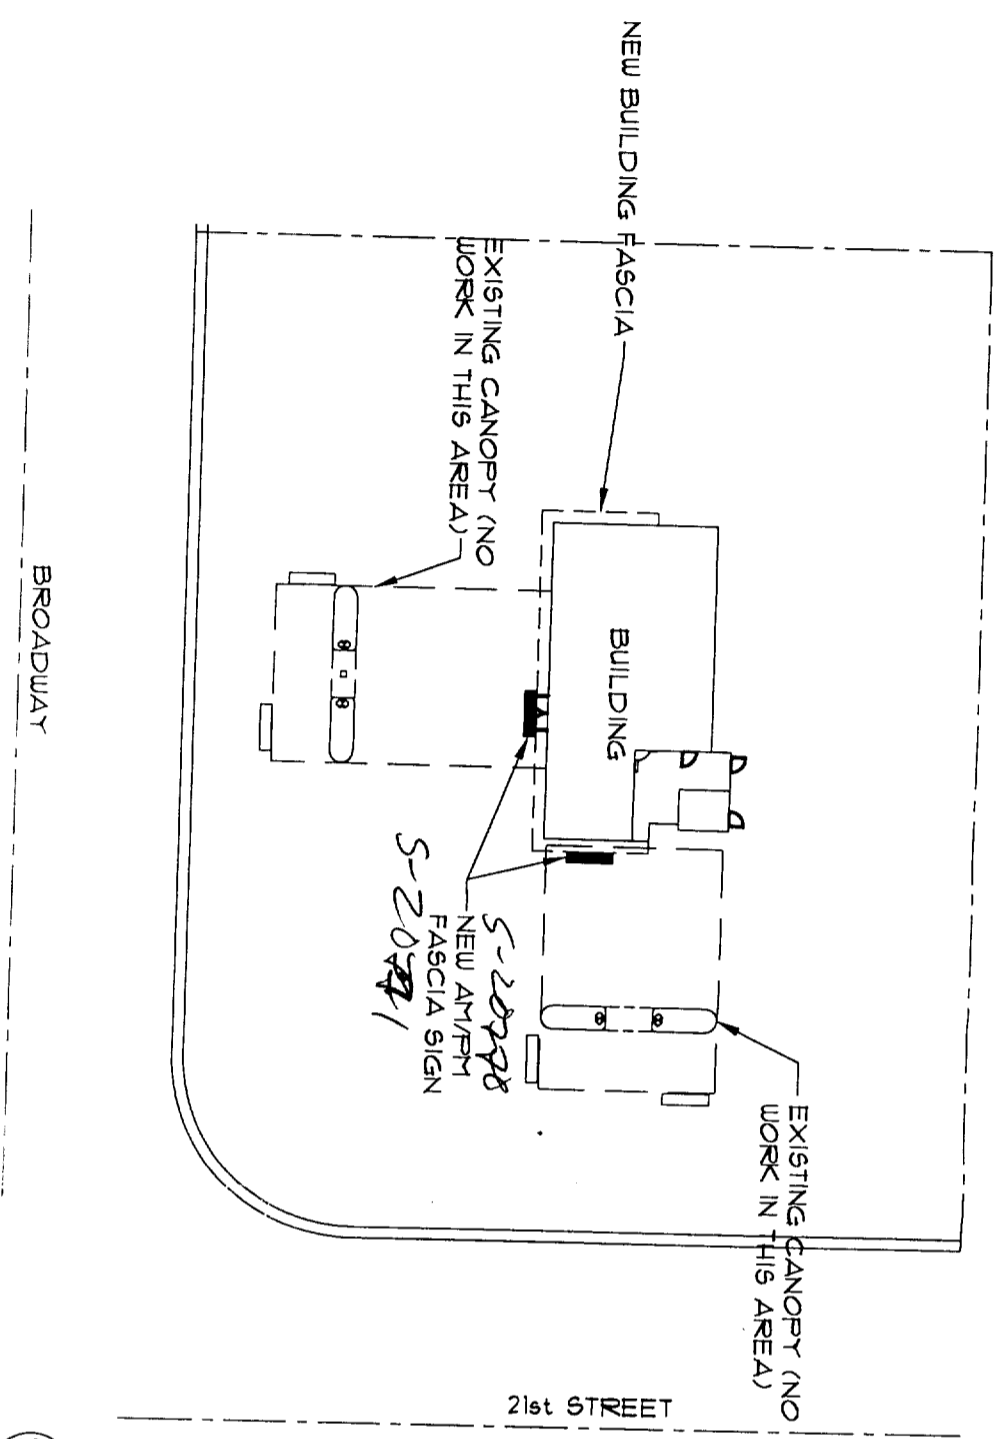 NEW BUILDING FASCIA
EXISTING CANOPY (NO
WORK IN THIS AREA)
BUILDING
BROADWAY
NEW AM/PM
FASCIA SIGN
EXISTING CANOPY (NO
WORK IN THIS AREA)
21st STREET